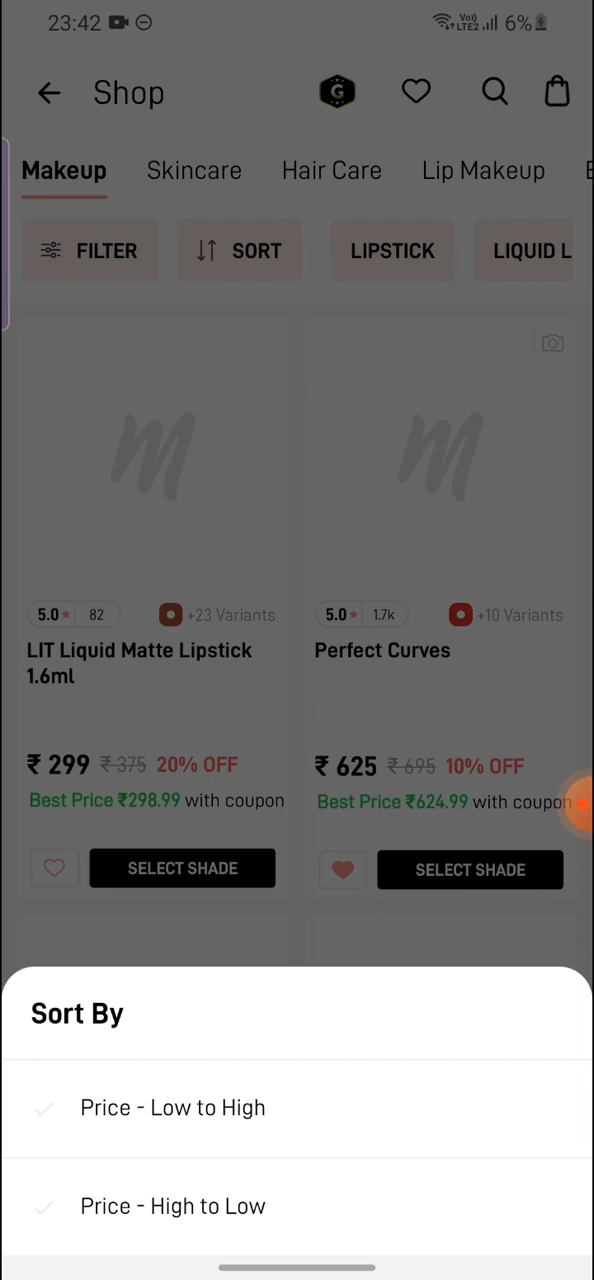 23:42
Vo) LTE2 6%
Shop
G
Makeup Skincare Hair Care Lip Makeup
FILTER SORT LIPSTICK LIQUID L
5.0 82 +23 Variants
5.0 1.7k +10 Variants
LIT Liquid Matte Lipstick
1.6ml
Perfect Curves
₹ 299 ₹ 375 20% OFF
₹ 625 ₹ 695 10% OFF
Best Price ₹298.99 with coupon
Best Price ₹624.99 with coupon
SELECT SHADE
SELECT SHADE
Sort By
Price - Low to High
Price - High to Low